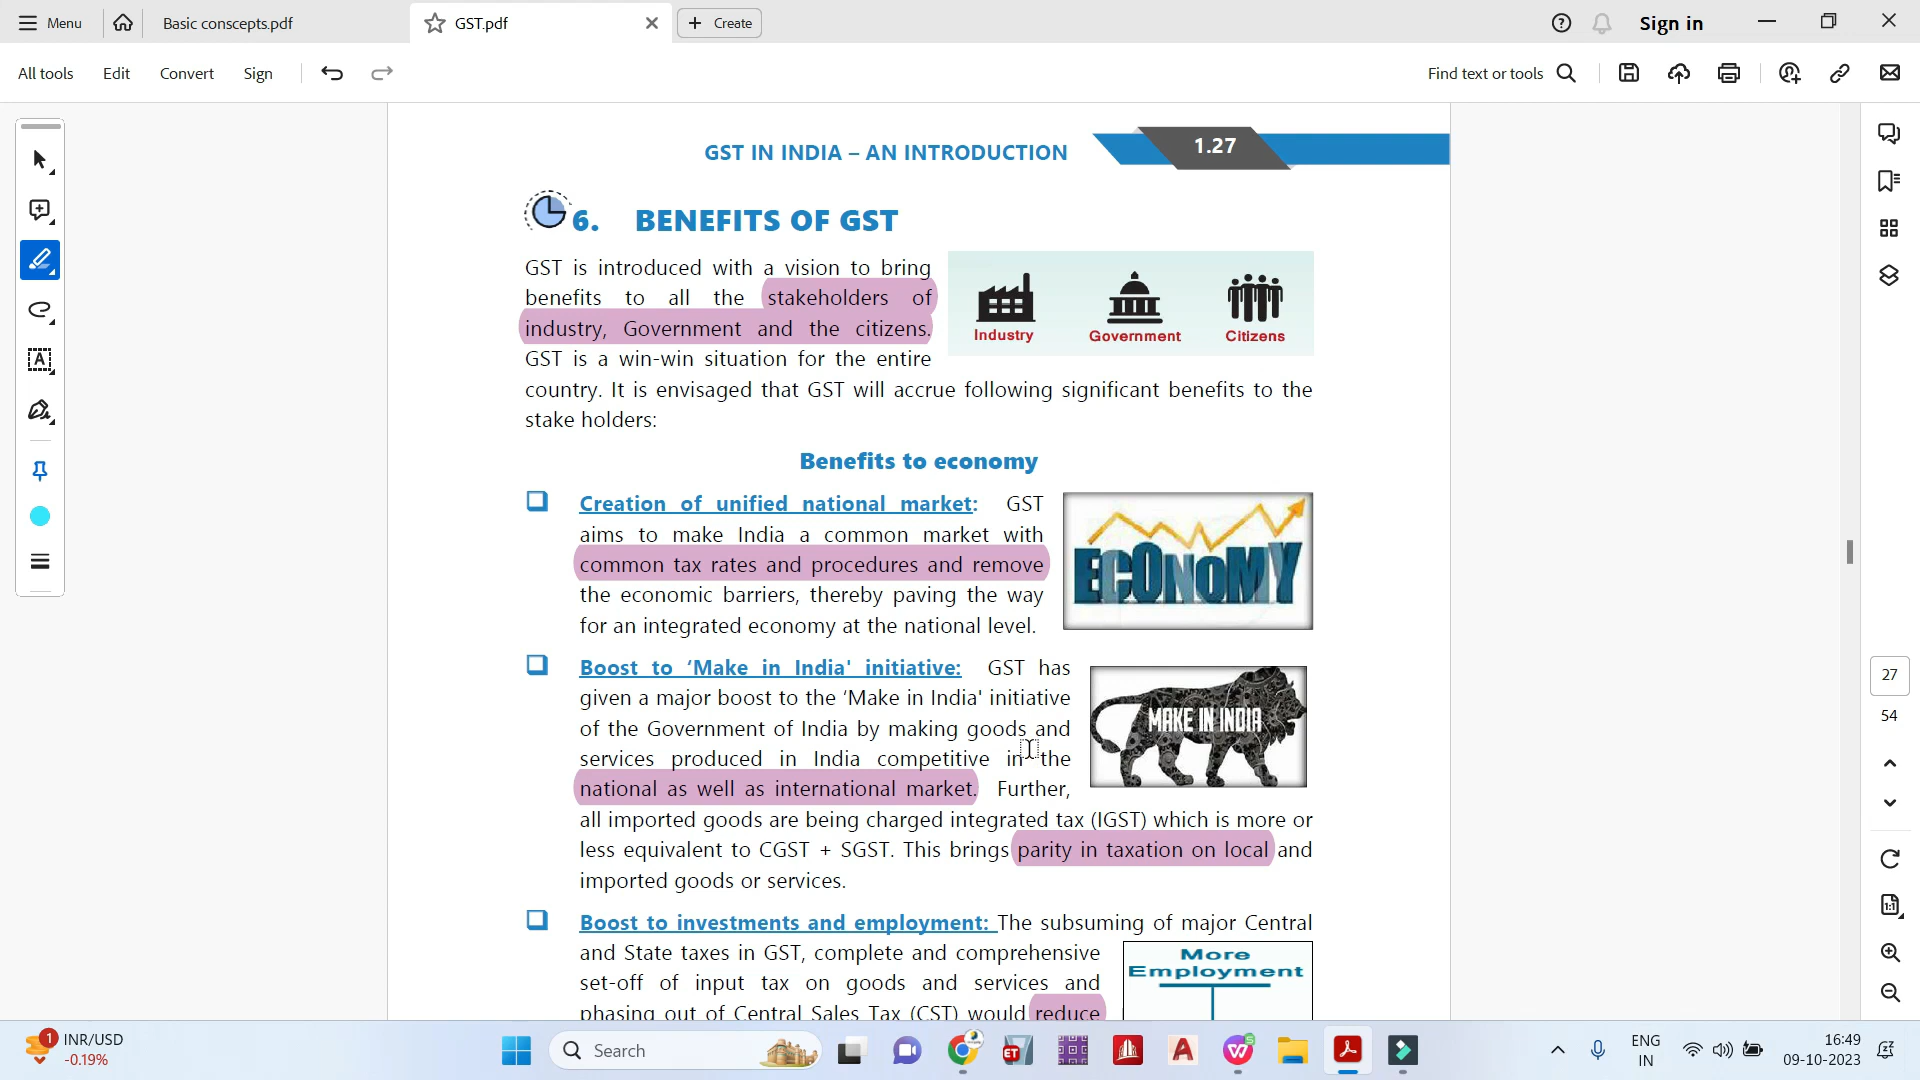 Menu
Basic conscepts.pdf
GST.pdf
Create
Sign in
All tools
Edit
Convert
Sign
Find text or tools
GST IN INDIA – AN INTRODUCTION
1.27
6. BENEFITS OF GST
GST is introduced with a vision to bring
benefits to all the stakeholders of
industry, Government and the citizens.
GST is a win-win situation for the entire
country. It is envisaged that GST will accrue following significant benefits to the
stake holders:
Industry
Government
Citizens
Benefits to economy
Creation of unified national market: GST
aims to make India a common market with
common tax rates and procedures and remove
the economic barriers, thereby paving the way
for an integrated economy at the national level.
ECONOMY
Boost to ‘Make in India' initiative: GST has
given a major boost to the ‘Make in India' initiative
of the Government of India by making goods and
services produced in India competitive in the
national as well as international market. Further,
all imported goods are being charged integrated tax (IGST) which is more or
less equivalent to CGST + SGST. This brings parity in taxation on local and
imported goods or services.
MAKE IN INDIA
Boost to investments and employment: The subsuming of major Central
and State taxes in GST, complete and comprehensive
set-off of input tax on goods and services and
phasing out of Central Sales Tax (CST) would reduce
More
Employment
27
54
1:1
1
INR/USD
-0.19%
Search
ET
A
W
S
ENG
IN
16:49
09-10-2023